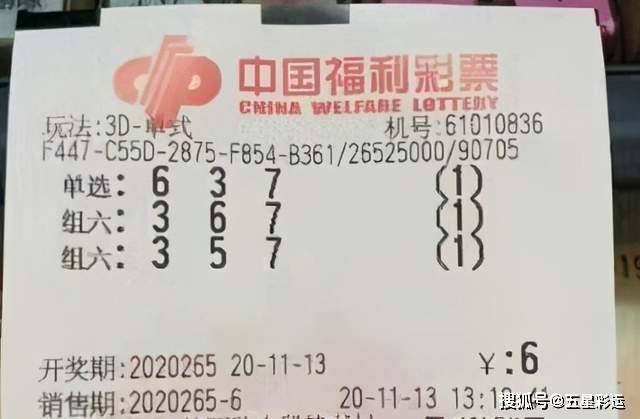 中国福利彩票
CHINA WELFARE LOTTERY
玩法:3D-单式 机号:61010836
F447-C55D-2875-F854-B361/26525000/90705
单选: 6 3 7 (1)
组六: 3 6 7 (1)
组六: 3 5 7 (1)
开奖期:2020265 20-11-13 ¥:6
销售期:2020265-6 20-11-13
搜狐号@五星彩运